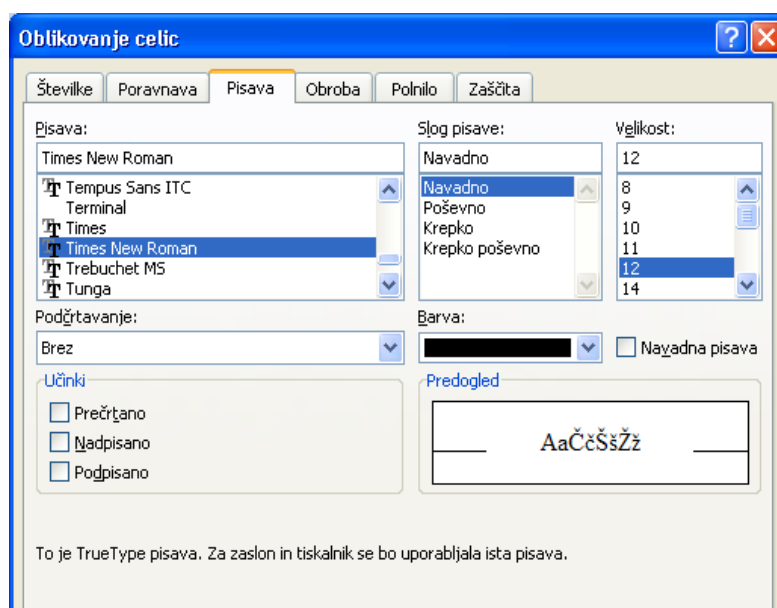 Oblikovanje celic
Številke Poravnava Pisava Obroba Polnilo Zaščita
Pisava: Slog pisave: Velikost:
Times New Roman Navadno 12
Tempus Sans ITC Navadno 8
Terminal Poševno 9
Times Krepko 10
Times New Roman Krepko poševno 11
Trebuchet MS 12
Tunga 14
Podčrtavanje: Barva:
Brez Navadna pisava
Učinki Predogled
Prečrtano
Nadpisano AaČčŠšŽž
Podpisano
To je TrueType pisava. Za zaslon in tiskalnik se bo uporabljala ista pisava.